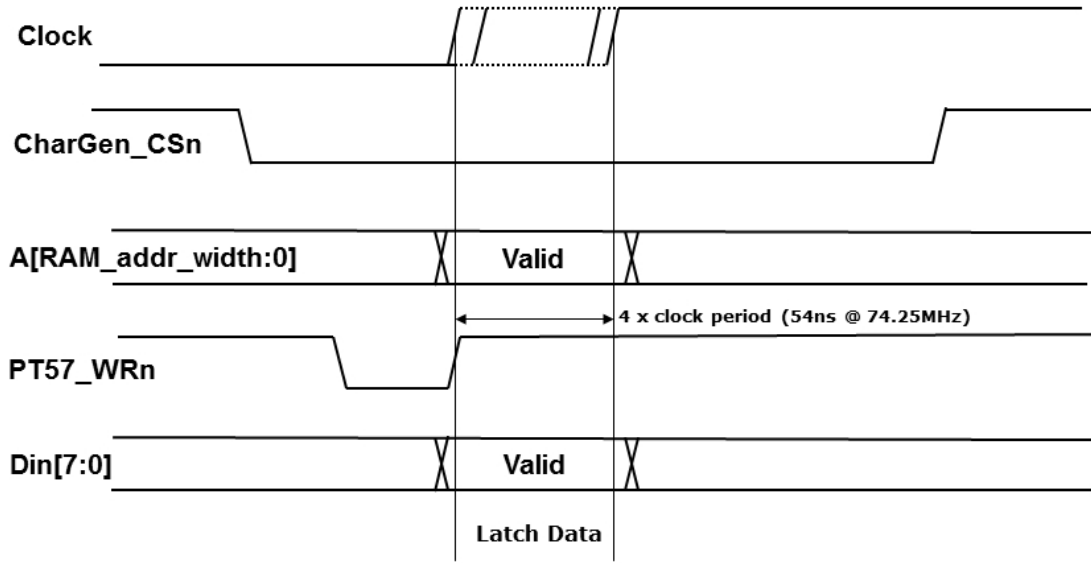 Clock
CharGen_CSn
A[RAM_addr_width:0]
Valid
4 x clock period (54ns @ 74.25MHz)
PT57_WRn
Din[7:0]
Valid
Latch Data